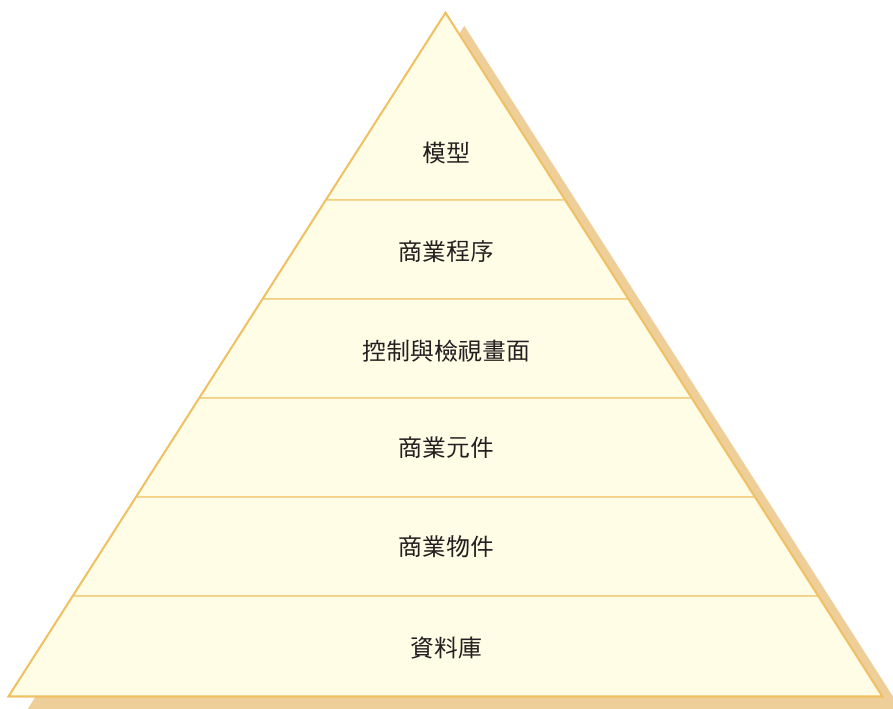 模型
商業程序
控制與檢視畫面
商業元件
商業物件
資料庫